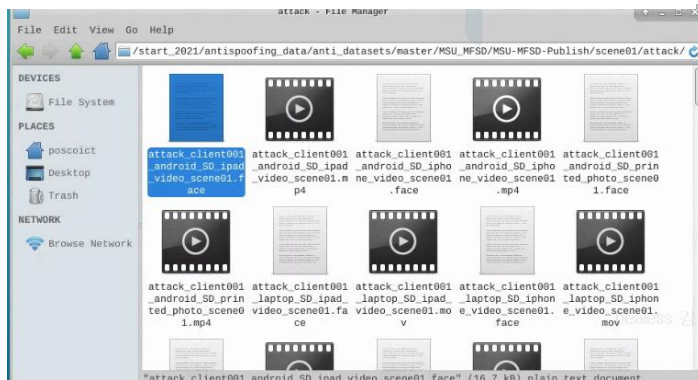 attack - File Manager
File Edit View Go Help
/start_2021/antispoofing_data/anti_datasets/master/MSU_MFSD/MSU-MFSD-Publish/scene01/attack/
DEVICES
File System
PLACES
poscoict
Desktop
Trash
NETWORK
Browse Network
attack_client001 attack_client001 attack_client001 attack_client001 attack_client001
_android_SD_ipad _android_SD_ipad _android_SD_ipho _android_SD_ipho _android_SD_prin
_video_scene01.f _video_scene01.m ne_video_scene01 ne_video_scene01 ted_photo_scene0
ace p4 .face .mp4 1.face
attack_client001 attack_client001 attack_client001 attack_client001 attack_client001
_android_SD_prin _laptop_SD_ipad_ _laptop_SD_ipad_ _laptop_SD_iphon _laptop_SD_iphon
ted_photo_scene0 video_scene01.fa video_scene01.mo e_video_scene01. e_video_scene01.
1.mp4 ce v face mov
"attack_client001_android_SD_ipad_video_scene01.face" (16.7 kB) plain text document